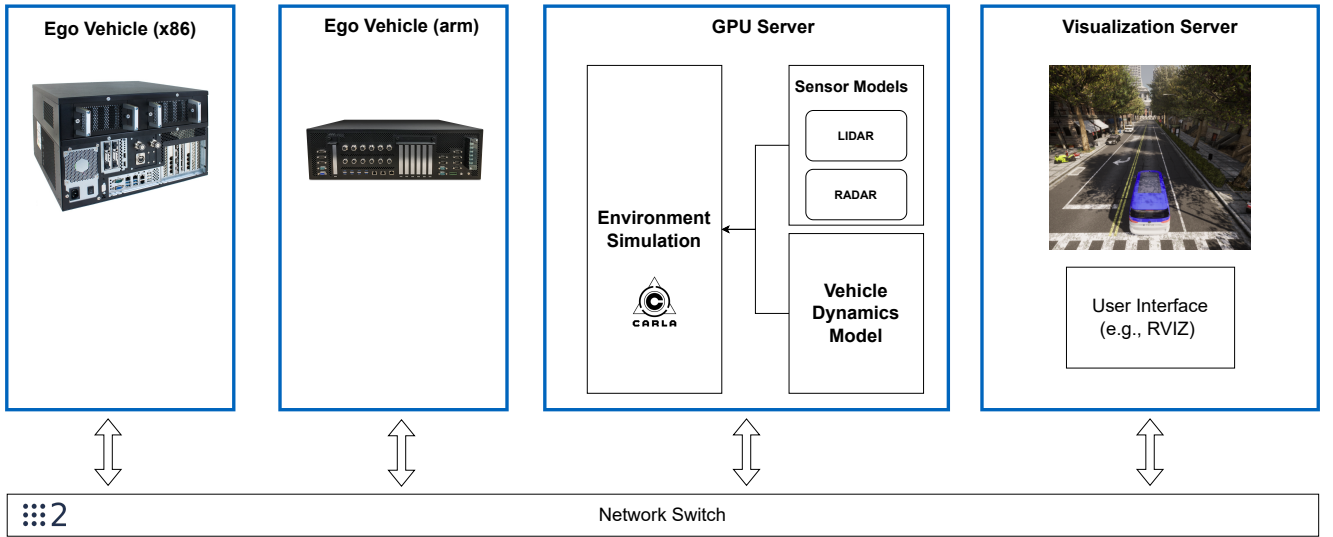 Ego Vehicle (x86)
Ego Vehicle (arm)
GPU Server
Visualization Server
Environment
Simulation
CARLA
Sensor Models
LIDAR
RADAR
Vehicle
Dynamics
Model
User Interface
(e.g., RVIZ)
2
Network Switch